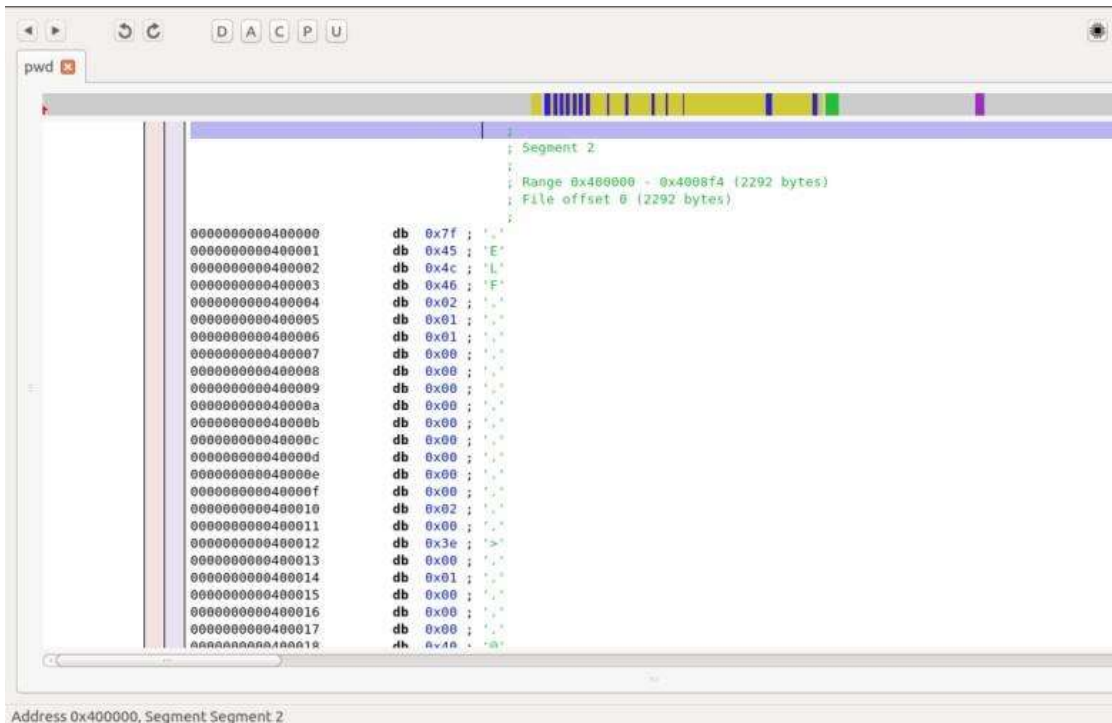 D A C P U
pwd
;
; Segment 2
;
; Range 0x400000 - 0x4008f4 (2292 bytes)
; File offset 0 (2292 bytes)
;
0000000000400000 db 0x7f ; '.'
0000000000400001 db 0x45 ; 'E'
0000000000400002 db 0x4c ; 'L'
0000000000400003 db 0x46 ; 'F'
0000000000400004 db 0x02 ; '.'
0000000000400005 db 0x01 ; '.'
0000000000400006 db 0x01 ; '.'
0000000000400007 db 0x00 ; '.'
0000000000400008 db 0x00 ; '.'
0000000000400009 db 0x00 ; '.'
000000000040000a db 0x00 ; '.'
000000000040000b db 0x00 ; '.'
000000000040000c db 0x00 ; '.'
000000000040000d db 0x00 ; '.'
000000000040000e db 0x00 ; '.'
000000000040000f db 0x00 ; '.'
0000000000400010 db 0x02 ; '.'
0000000000400011 db 0x00 ; '.'
0000000000400012 db 0x3e ; '>'
0000000000400013 db 0x00 ; '.'
0000000000400014 db 0x01 ; '.'
0000000000400015 db 0x00 ; '.'
0000000000400016 db 0x00 ; '.'
0000000000400017 db 0x00 ; '.'
0000000000400018 db 0x40 ; '@'
Address 0x400000, Segment Segment 2